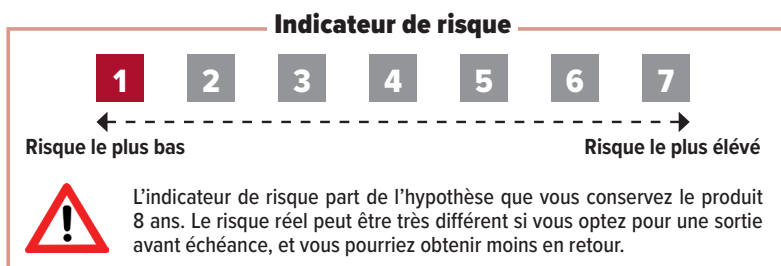 Indicateur de risque
1 2 3 4 5 6 7
Risque le plus bas Risque le plus élévé
L'indicateur de risque part de l'hypothèse que vous conservez le produit
8 ans. Le risque réel peut être très différent si vous optez pour une sortie
avant échéance, et vous pourriez obtenir moins en retour.